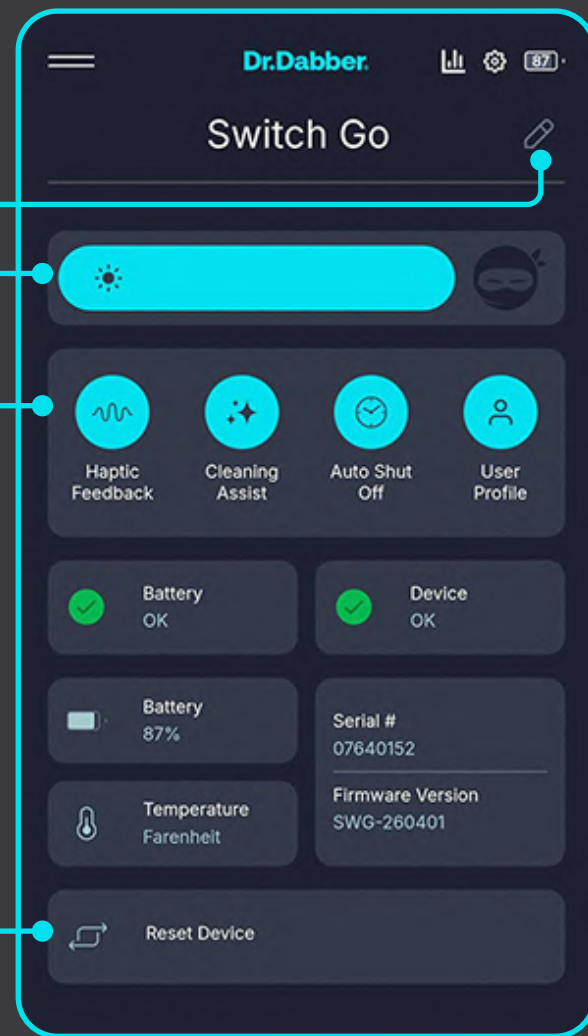 Dr.Dabber.
87
Switch Go
Haptic
Feedback
Cleaning
Assist
Auto Shut
Off
User
Profile
Battery
OK
Device
OK
Battery
87%
Serial #
07640152
Temperature
Farenheit
Firmware Version
SWG-260401
Reset Device